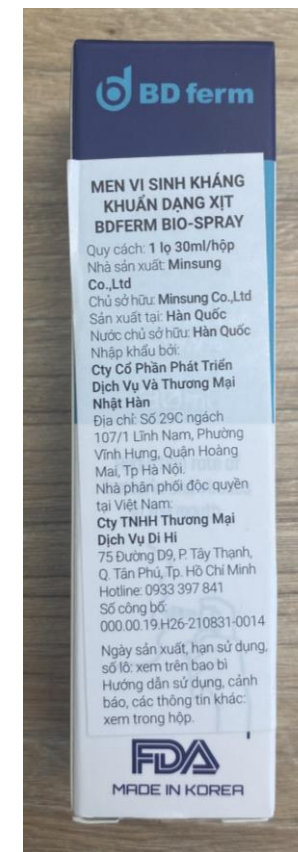 BD ferm
MEN VI SINH KHÁNG
KHUẨN DẠNG XỊT
BDFERM BIO-SPRAY
Quy cách: 1 lọ 30ml/hộp
Nhà sản xuất: Minsung
Co.,Ltd
Chủ sở hữu: Minsung Co.,Ltd
Sản xuất tại: Hàn Quốc
Nước chủ sở hữu: Hàn Quốc
Nhập khẩu bởi:
Cty Cổ Phần Phát Triển
Dịch Vụ Và Thương Mại
Nhật Hàn
Địa chỉ: Số 29C ngách
107/1 Lĩnh Nam, Phường
Vĩnh Hưng, Quận Hoàng
Mai, Tp Hà Nội.
Nhà phân phối độc quyền
tại Việt Nam:
Cty TNHH Thương Mại
Dịch Vụ Di Hi
75 Đường D9, P. Tây Thạnh,
Q. Tân Phú, Tp. Hồ Chí Minh
Hotline: 0933 397 841
Số công bố:
000.00.19.H26-210831-0014
Ngày sản xuất, hạn sử dụng,
số lô: xem trên bao bì
Hướng dẫn sử dụng, cảnh
báo, các thông tin khác:
xem trong hộp.
FDA
MADE IN KOREA